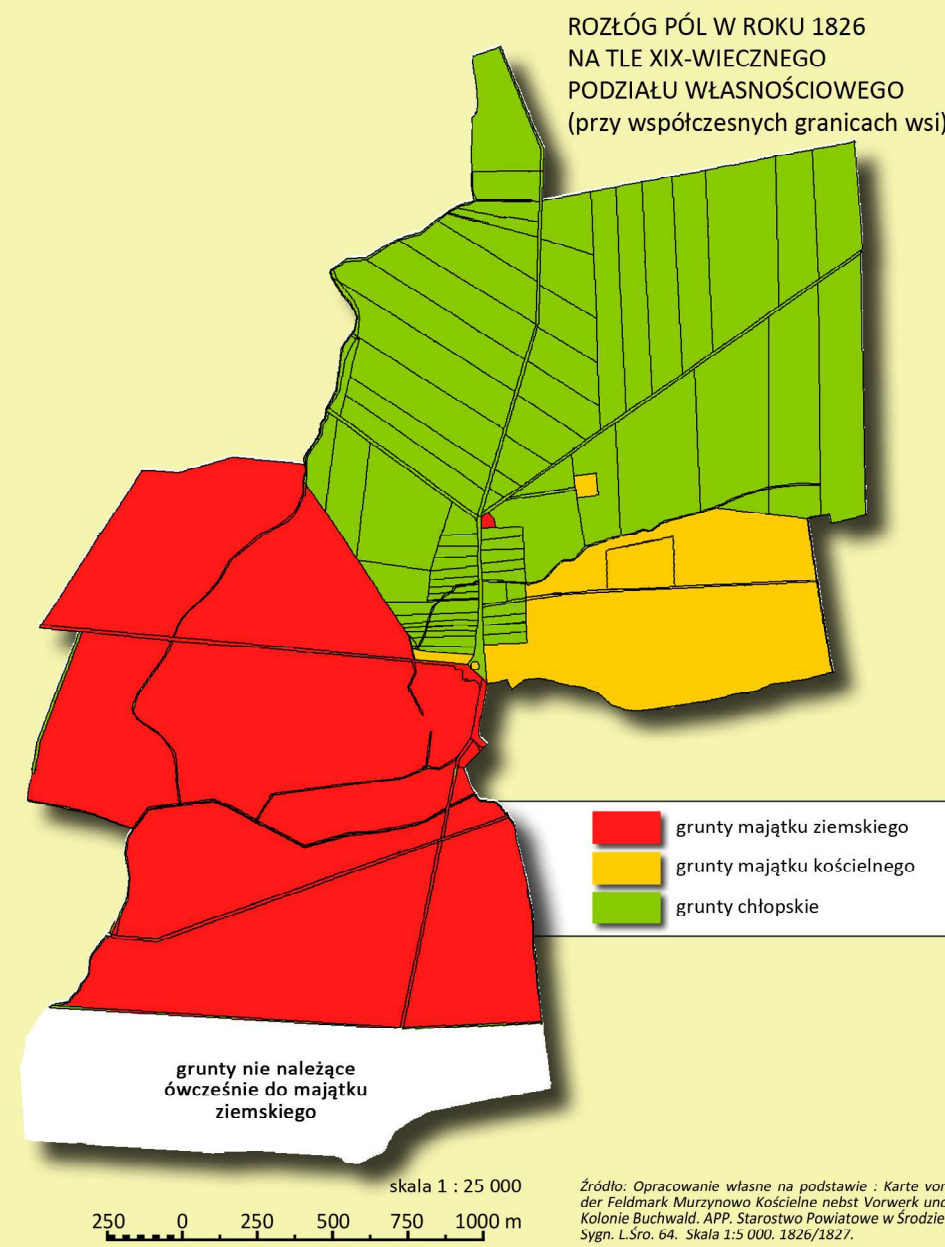 ROZŁÓG PÓL W ROKU 1826
NA TLE XIX-WIECZNEGO
PODZIAŁU WŁASNOŚCIOWEGO
(przy współczesnych granicach wsi)
grunty majątku ziemskiego
grunty majątku kościelnego
grunty chłopskie
grunty nie należące
ówcześnie do majątku
ziemskiego
skala 1 : 25 000
250 0 250 500 750 1000 m
Źródło: Opracowanie własne na podstawie : Karte von
der Feldmark Murzynowo Kościelne nebst Vorwerk und
Kolonie Buchwald. APP. Starostwo Powiatowe w Środzie.
Sygn. L.Śro. 64. Skala 1:5 000. 1826/1827.